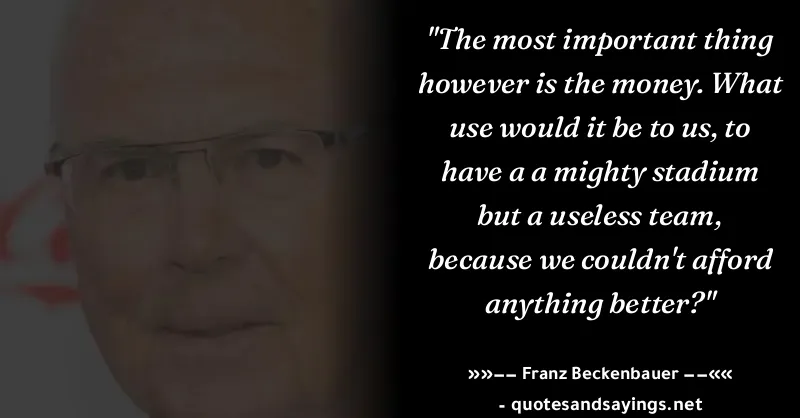 "The most important thing
however is the money. What
use would it be to us, to
have a a mighty stadium
but a useless team,
because we couldn't afford
anything better?"
»»−− Franz Beckenbauer −−««
- quotesandsayings.net